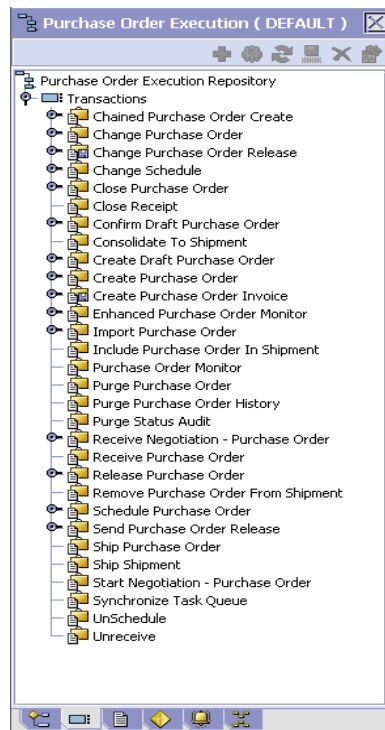 Purchase Order Execution ( DEFAULT )
Purchase Order Execution Repository
Transactions
Chained Purchase Order Create
Change Purchase Order
Change Purchase Order Release
Change Schedule
Close Purchase Order
Close Receipt
Confirm Draft Purchase Order
Consolidate To Shipment
Create Draft Purchase Order
Create Purchase Order
Create Purchase Order Invoice
Enhanced Purchase Order Monitor
Import Purchase Order
Include Purchase Order In Shipment
Purchase Order Monitor
Purge Purchase Order
Purge Purchase Order History
Purge Status Audit
Receive Negotiation - Purchase Order
Receive Purchase Order
Release Purchase Order
Remove Purchase Order From Shipment
Schedule Purchase Order
Send Purchase Order Release
Ship Purchase Order
Ship Shipment
Start Negotiation - Purchase Order
Synchronize Task Queue
UnSchedule
Unreceive